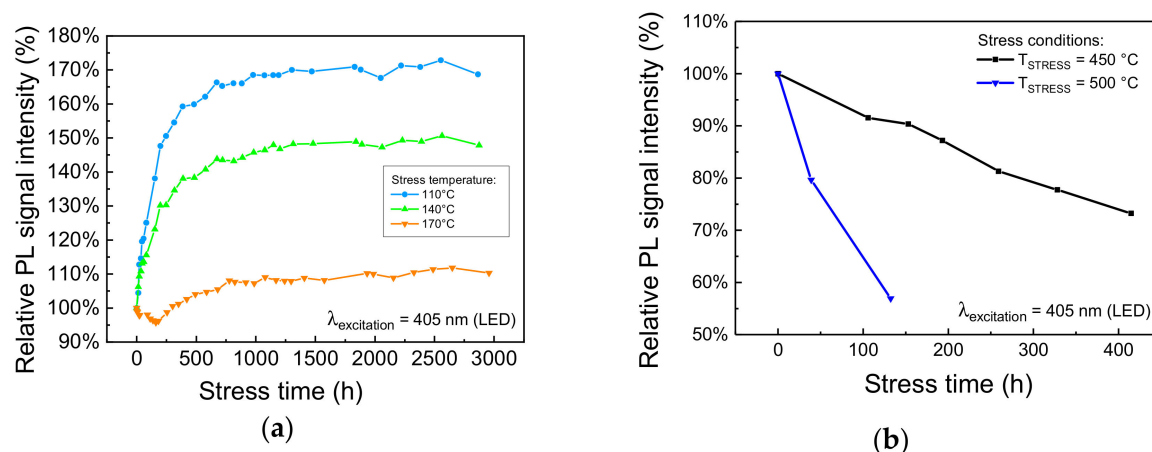 Relative PL signal intensity (%)
180%
170%
160%
150%
140%
130%
120%
110%
100%
90%
Stress temperature:
110°C
140°C
170°C
λexcitation = 405 nm (LED)
0 500 1000 1500 2000 2500 3000
Stress time (h)
(a)
Relative PL signal intensity (%)
110%
100%
90%
80%
70%
60%
50%
Stress conditions:
TSTRESS = 450 °C
TSTRESS = 500 °C
λexcitation = 405 nm (LED)
0 100 200 300 400
Stress time (h)
(b)